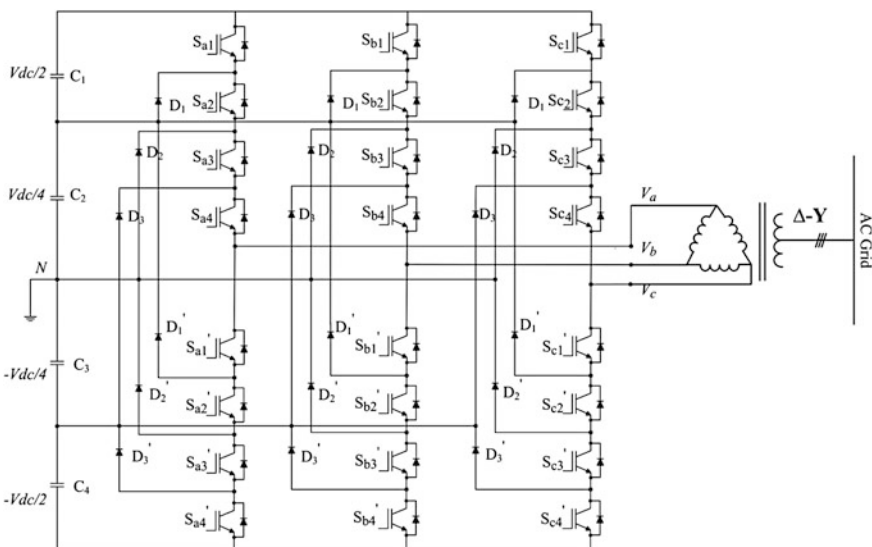 Sa1
Sb1
Sc1
Vdc/2
C1
D1
Sa2
D1
Sb2
D1
Sc2
D2
Sa3
D2
Sb3
D2
Sc3
Vdc/4
C2
D3
Sa4
D3
Sb4
D3
Sc4
Va
Δ-Y
Vb
N
Vc
AC Grid
D1'
Sa1'
D1'
Sb1'
D1'
Sc1'
C3
-Vdc/4
D2'
Sa2'
D2'
Sb2'
D2'
Sc2'
D3'
Sa3'
D3'
Sb3'
D3'
Sc3'
-Vdc/2
C4
Sa4'
Sb4'
Sc4'